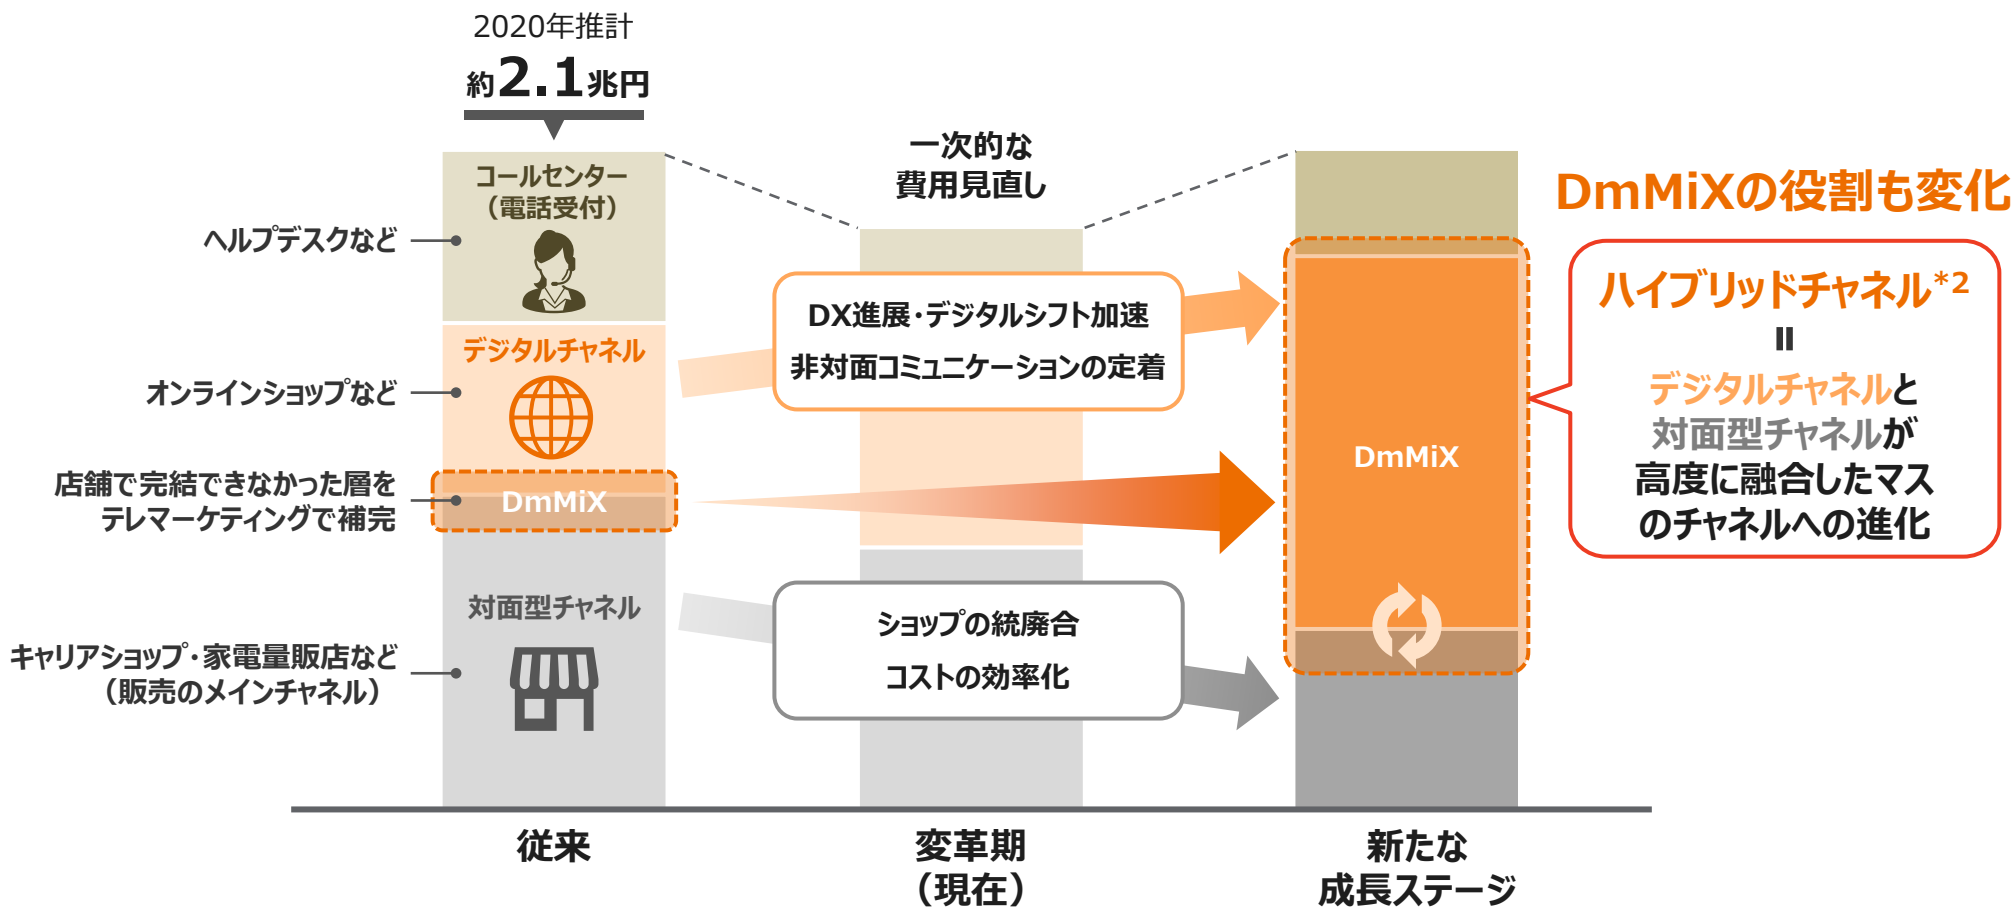 2020年推計
約2.1兆円
一次的な
費用見直し
コールセンター
（電話受付）
ヘルプデスクなど
デジタルチャネル
オンラインショップなど
店舗で完結できなかった層を
テレマーケティングで補完
DmMiX
対面型チャネル
キャリアショップ・家電量販店など
（販売のメインチャネル）
DX進展・デジタルシフト加速
非対面コミュニケーションの定着
ショップの統廃合
コストの効率化
DmMiX
DmMiXの役割も変化
ハイブリッドチャネル*2
=
デジタルチャネルと
対面型チャネルが
高度に融合したマス
のチャネルへの進化
従来
変革期
（現在）
新たな
成長ステージ